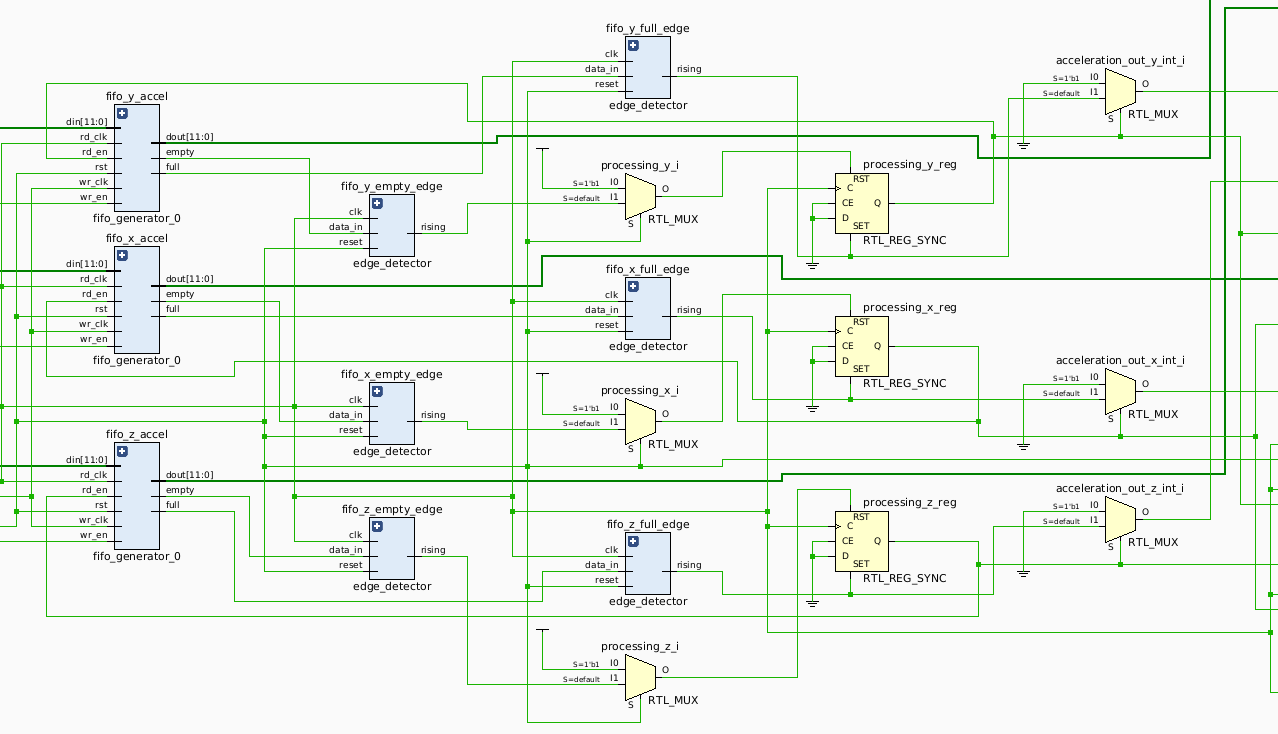 fifo_y_full_edge
clk
data_in
reset
rising
edge_detector
acceleration_out_y_int_i
S=1'b1 I0
S=default I1
O
S
RTL_MUX
fifo_y_accel
din[11:0]
rd_clk
rd_en
rst
wr_clk
wr_en
dout[11:0]
empty
full
fifo_generator_0
processing_y_i
S=1'b1 I0
S=default I1
O
S
RTL_MUX
processing_y_reg
RST
C
CE
D
SET
Q
RTL_REG_SYNC
fifo_y_empty_edge
clk
data_in
reset
rising
edge_detector
fifo_x_accel
din[11:0]
rd_clk
rd_en
rst
wr_clk
wr_en
dout[11:0]
empty
full
fifo_generator_0
fifo_x_full_edge
clk
data_in
reset
rising
edge_detector
processing_x_reg
RST
C
CE
D
SET
Q
RTL_REG_SYNC
acceleration_out_x_int_i
S=1'b1 I0
S=default I1
O
S
RTL_MUX
fifo_x_empty_edge
clk
data_in
reset
rising
edge_detector
processing_x_i
S=1'b1 I0
S=default I1
O
S
RTL_MUX
fifo_z_accel
din[11:0]
rd_clk
rd_en
rst
wr_clk
wr_en
dout[11:0]
empty
full
fifo_generator_0
fifo_z_empty_edge
clk
data_in
reset
rising
edge_detector
fifo_z_full_edge
clk
data_in
reset
rising
edge_detector
processing_z_reg
RST
C
CE
D
SET
Q
RTL_REG_SYNC
acceleration_out_z_int_i
S=1'b1 I0
S=default I1
O
S
RTL_MUX
processing_z_i
S=1'b1 I0
S=default I1
O
S
RTL_MUX